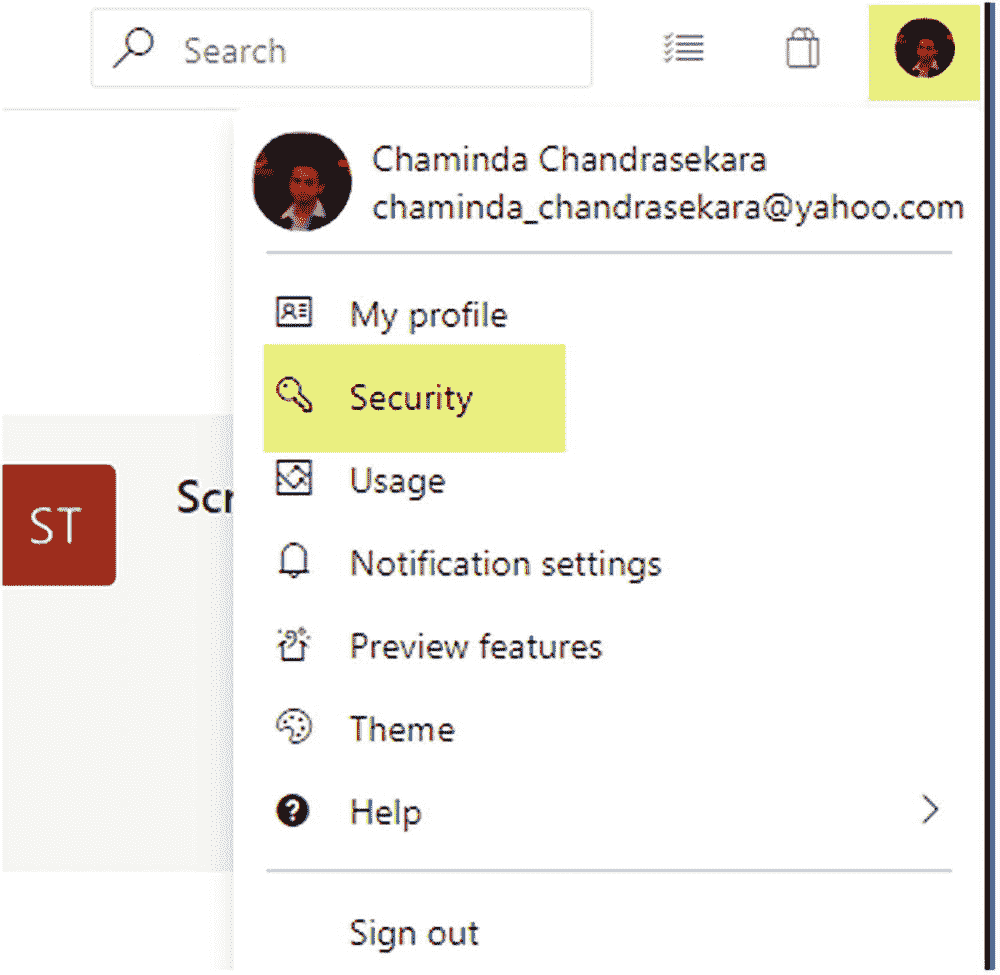 Search
Chaminda Chandrasekara
chaminda_chandrasekara@yahoo.com
My profile
Security
Usage
ST
Scr
Notification settings
Preview features
Theme
Help
Sign out